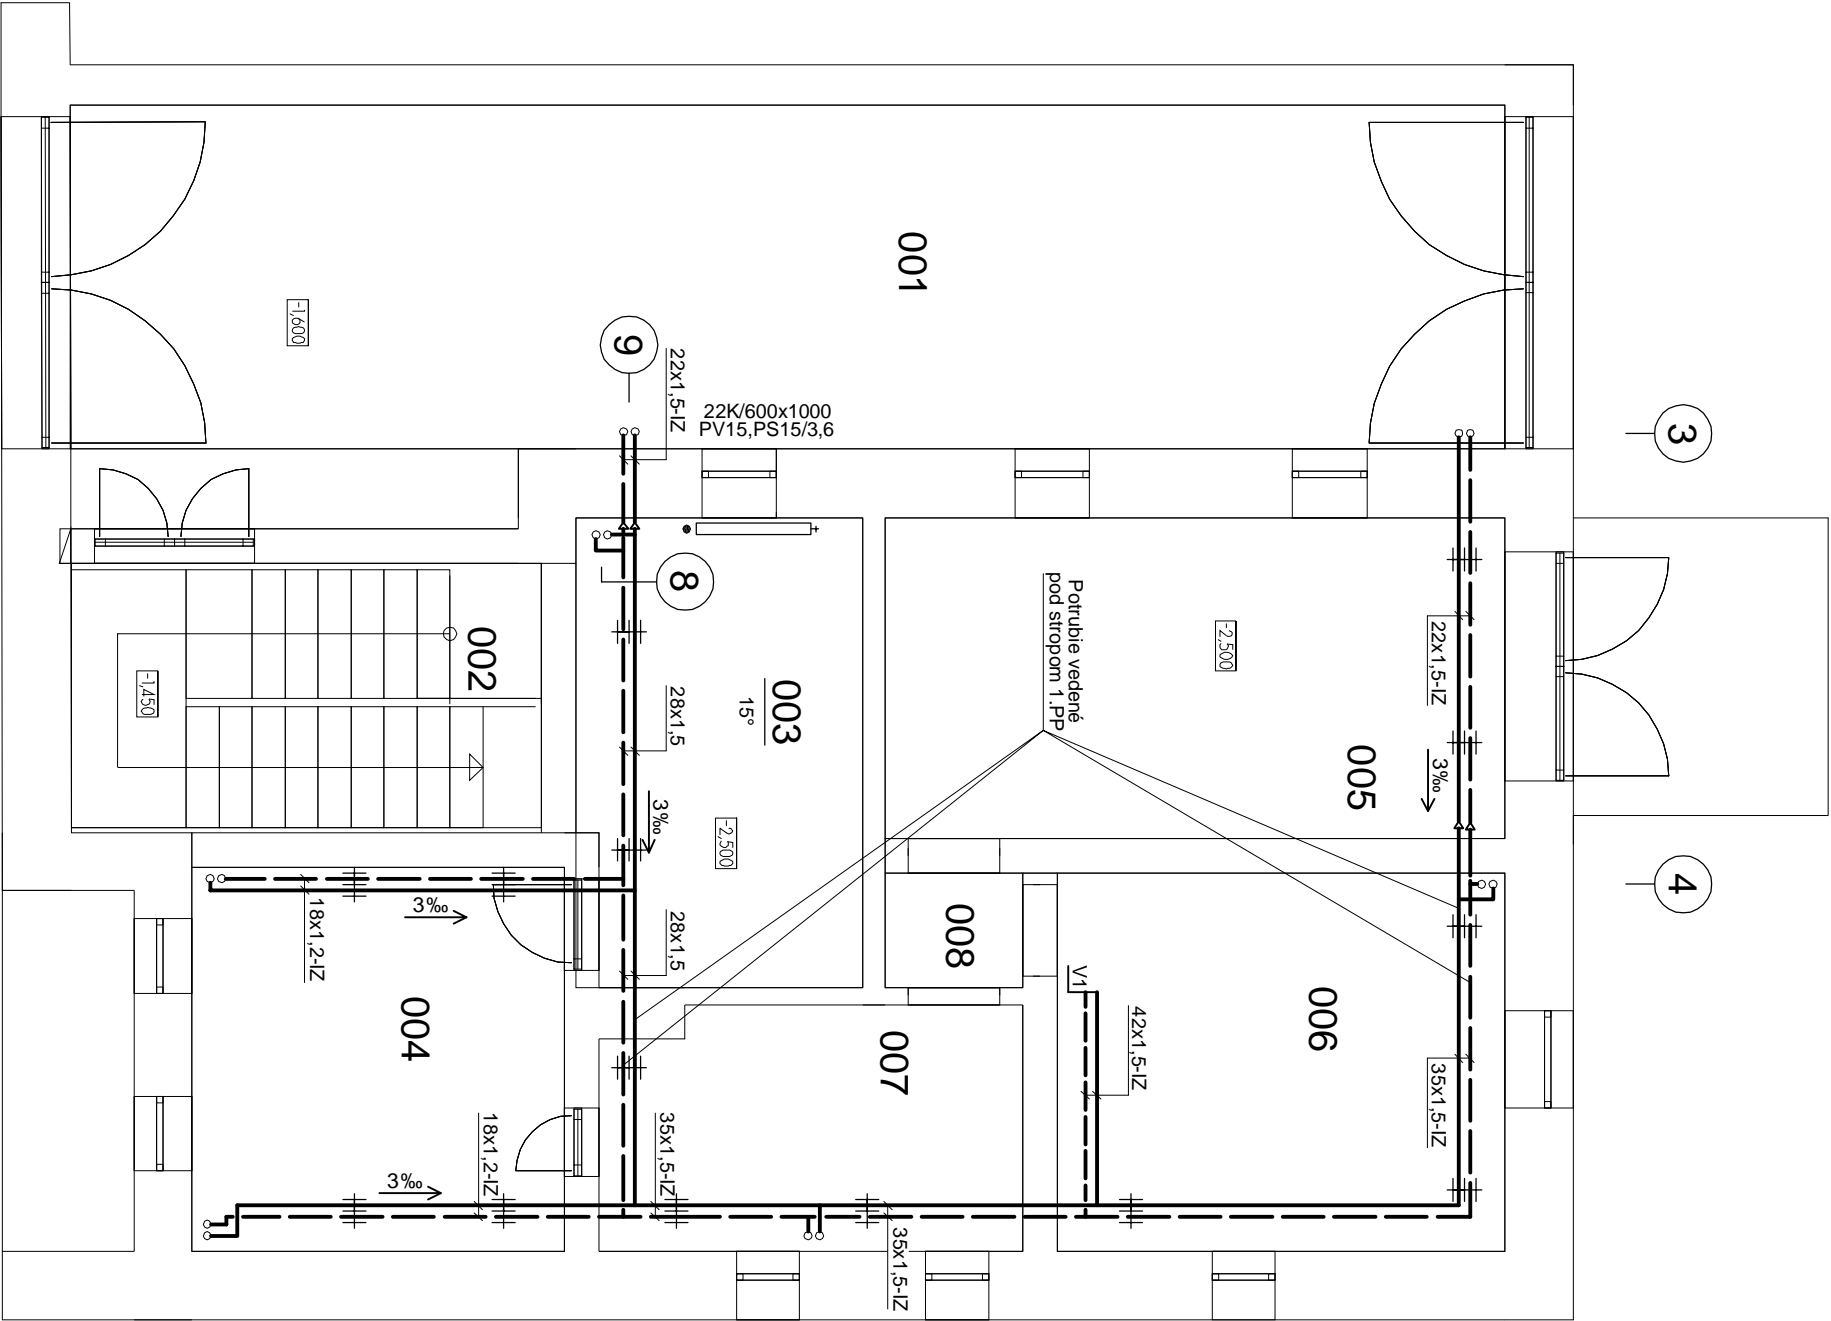 3
4
001
-1,600
9
22x1,5-IZ
22K/600x1000
PV15,PS15/3,6
8
002
-1,450
003
15°
28x1,5
3‰
-2,500
28x1,5
Potrubie vedené
pod stropom 1.PP
-2,500
22x1,5-IZ
3‰
005
008
006
V1
42x1,5-IZ
35x1,5-IZ
18x1,2-IZ
3‰
004
007
18x1,2-IZ
3‰
35x1,5-IZ
35x1,5-IZ